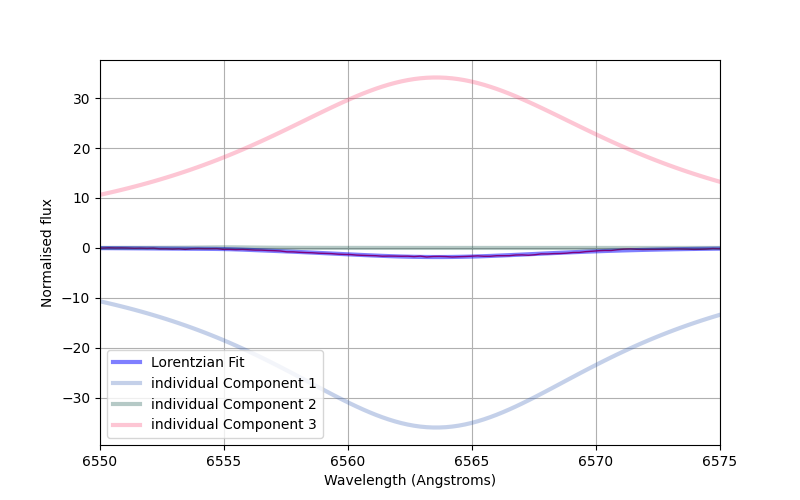 30
20
10
0
−10
−20
−30
Normalised flux
Lorentzian Fit
individual Component 1
individual Component 2
individual Component 3
6550 6555 6560 6565 6570 6575
Wavelength (Angstroms)